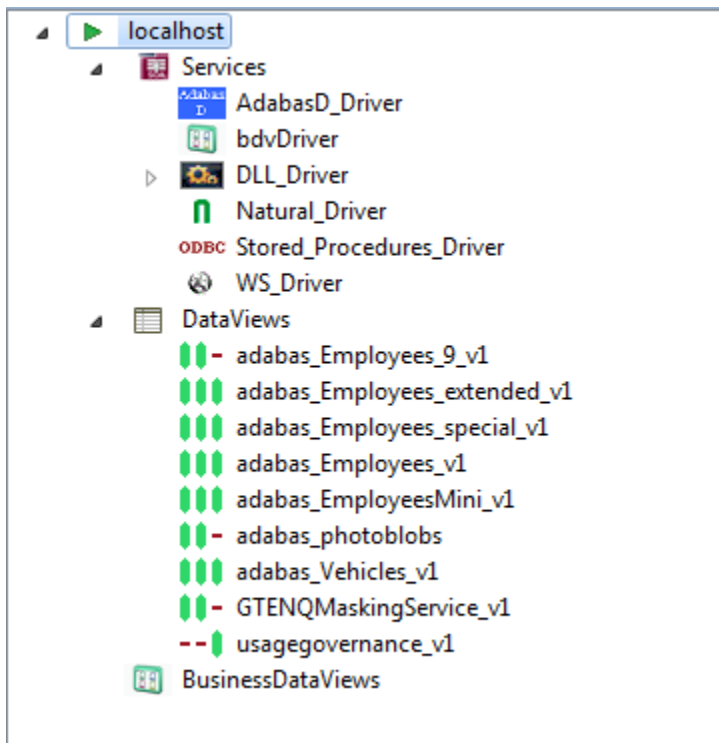 localhost
Services
Adabas
D
AdabasD_Driver
bdvDriver
DLL_Driver
Natural_Driver
ODBC Stored_Procedures_Driver
WS_Driver
DataViews
adabas_Employees_9_v1
adabas_Employees_extended_v1
adabas_Employees_special_v1
adabas_Employees_v1
adabas_EmployeesMini_v1
adabas_photoblobs
adabas_Vehicles_v1
GTENQMaskingService_v1
usagegovernance_v1
BusinessDataViews